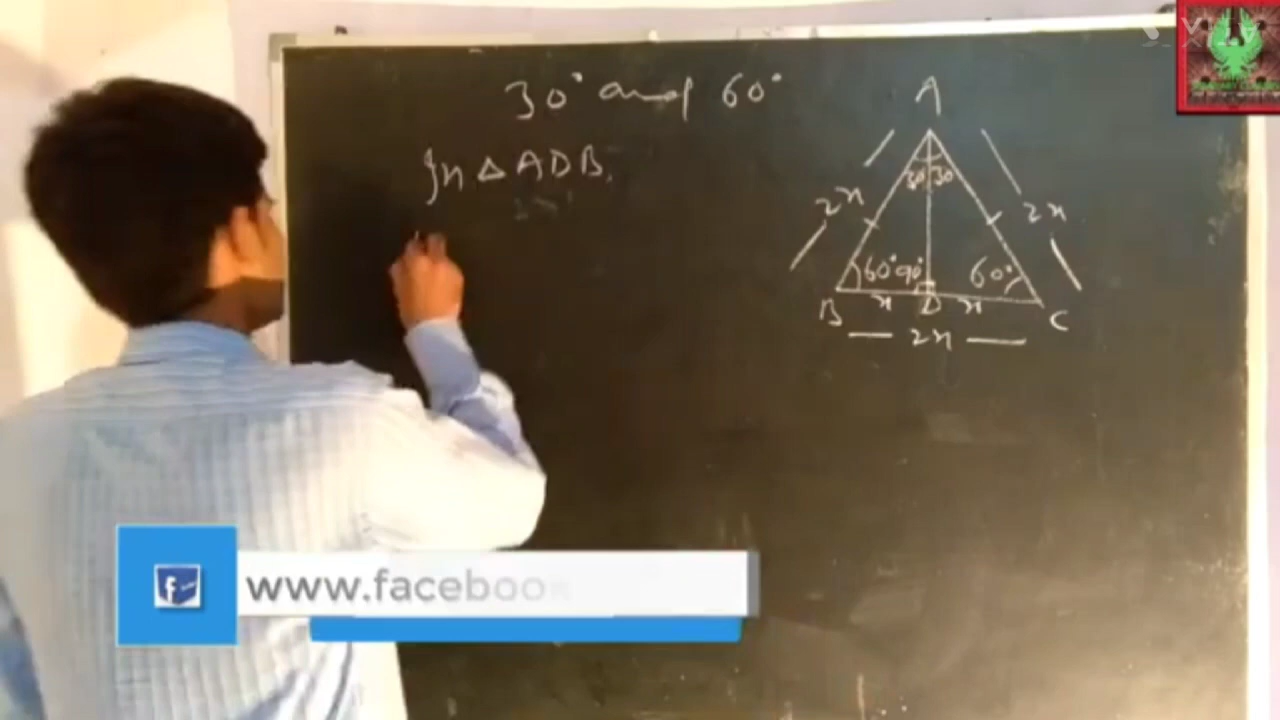 30° and 60°
In △ ADB,
A
30 30
2x 2x
60° 90° 60°
B x D x C
2x
www.faceboo